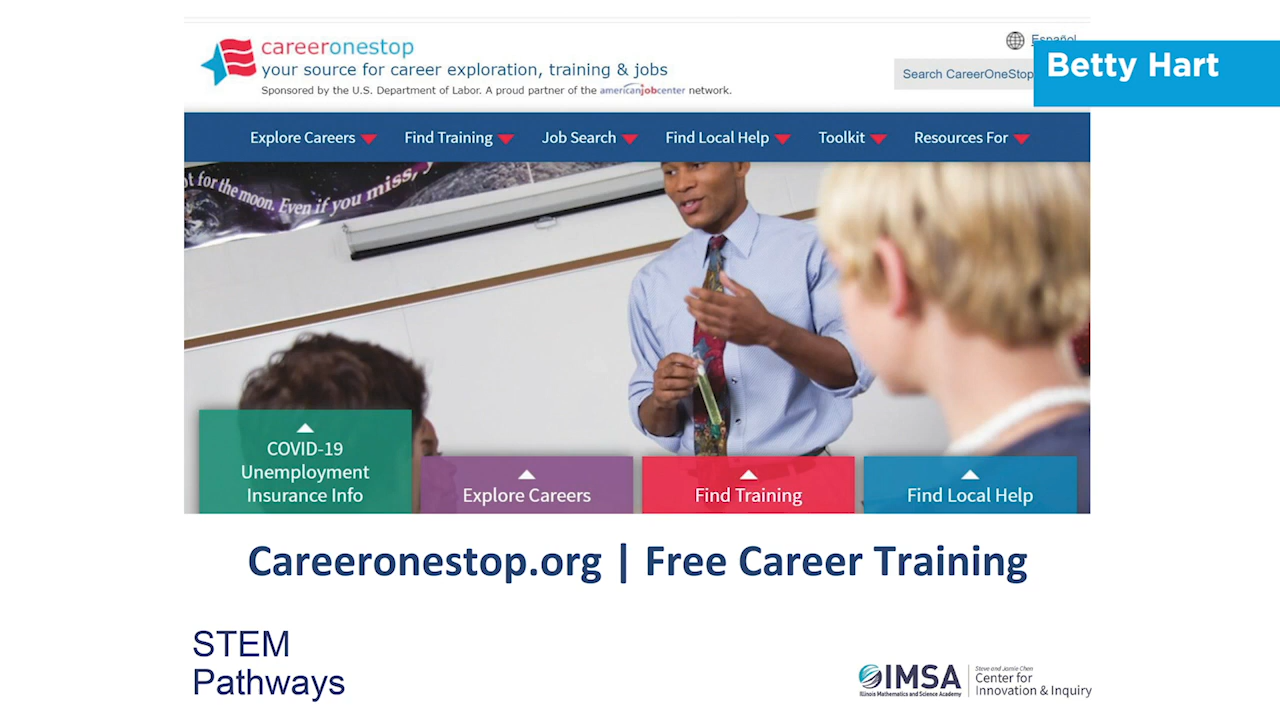 careeronestop
your source for career exploration, training & jobs
Sponsored by the U.S. Department of Labor. A proud partner of the americanjobcenter network.
Español
Search CareerOneStop
Betty Hart
Explore Careers Find Training Job Search Find Local Help Toolkit Resources For
t for the moon. Even if you miss,
COVID-19
Unemployment
Insurance Info
Explore Careers
Find Training
Find Local Help
Careeronestop.org | Free Career Training
STEM
Pathways
IMSA
Illinois Mathematics and Science Academy
Steve and Jamie Chen
Center for
Innovation & Inquiry